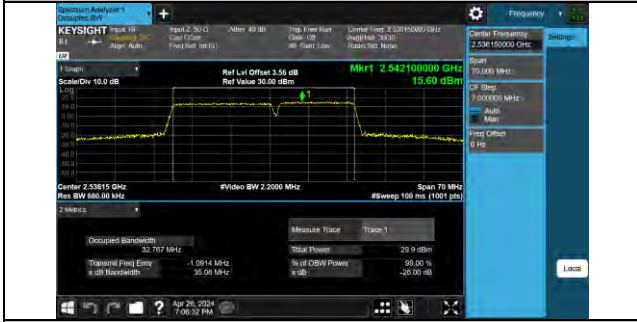 Spectrum Analyzer 1
Occupied BW
Frequency
KEYSIGHT Input: RF
Input Z: 50 Ω
Atten: 40 dB
Trig: Free Run
Center Freq: 2.536150000 GHz
Align: Auto
Corr CCorr
Freq Ref: Int (S)
Gate: Off
#IF Gain: Low
Radio Std: None
Center Frequency
2.536150000 GHz
Settings
Span
70.000 MHz
CF Step
7.000000 MHz
Auto
Man
Freq Offset
0 Hz
1 Graph
Scale/Div 10.0 dB
Ref Lvl Offset 3.56 dB
Ref Value 30.00 dBm
Mkr1 2.542100000 GHz
15.60 dBm
Log
1
Center 2.53615 GHz
Res BW 680.00 kHz
#Video BW 2.2000 MHz
Span 70 MHz
#Sweep 100 ms (1001 pts)
2 Metrics
Measure Trace
Trace 1
Occupied Bandwidth
32.767 MHz
Total Power
29.9 dBm
Transmit Freq Error
-1.0914 MHz
% of OBW Power
99.00 %
x dB Bandwidth
35.08 MHz
x dB
-26.00 dB
Local
?
Apr 26, 2024
7:06:32 PM